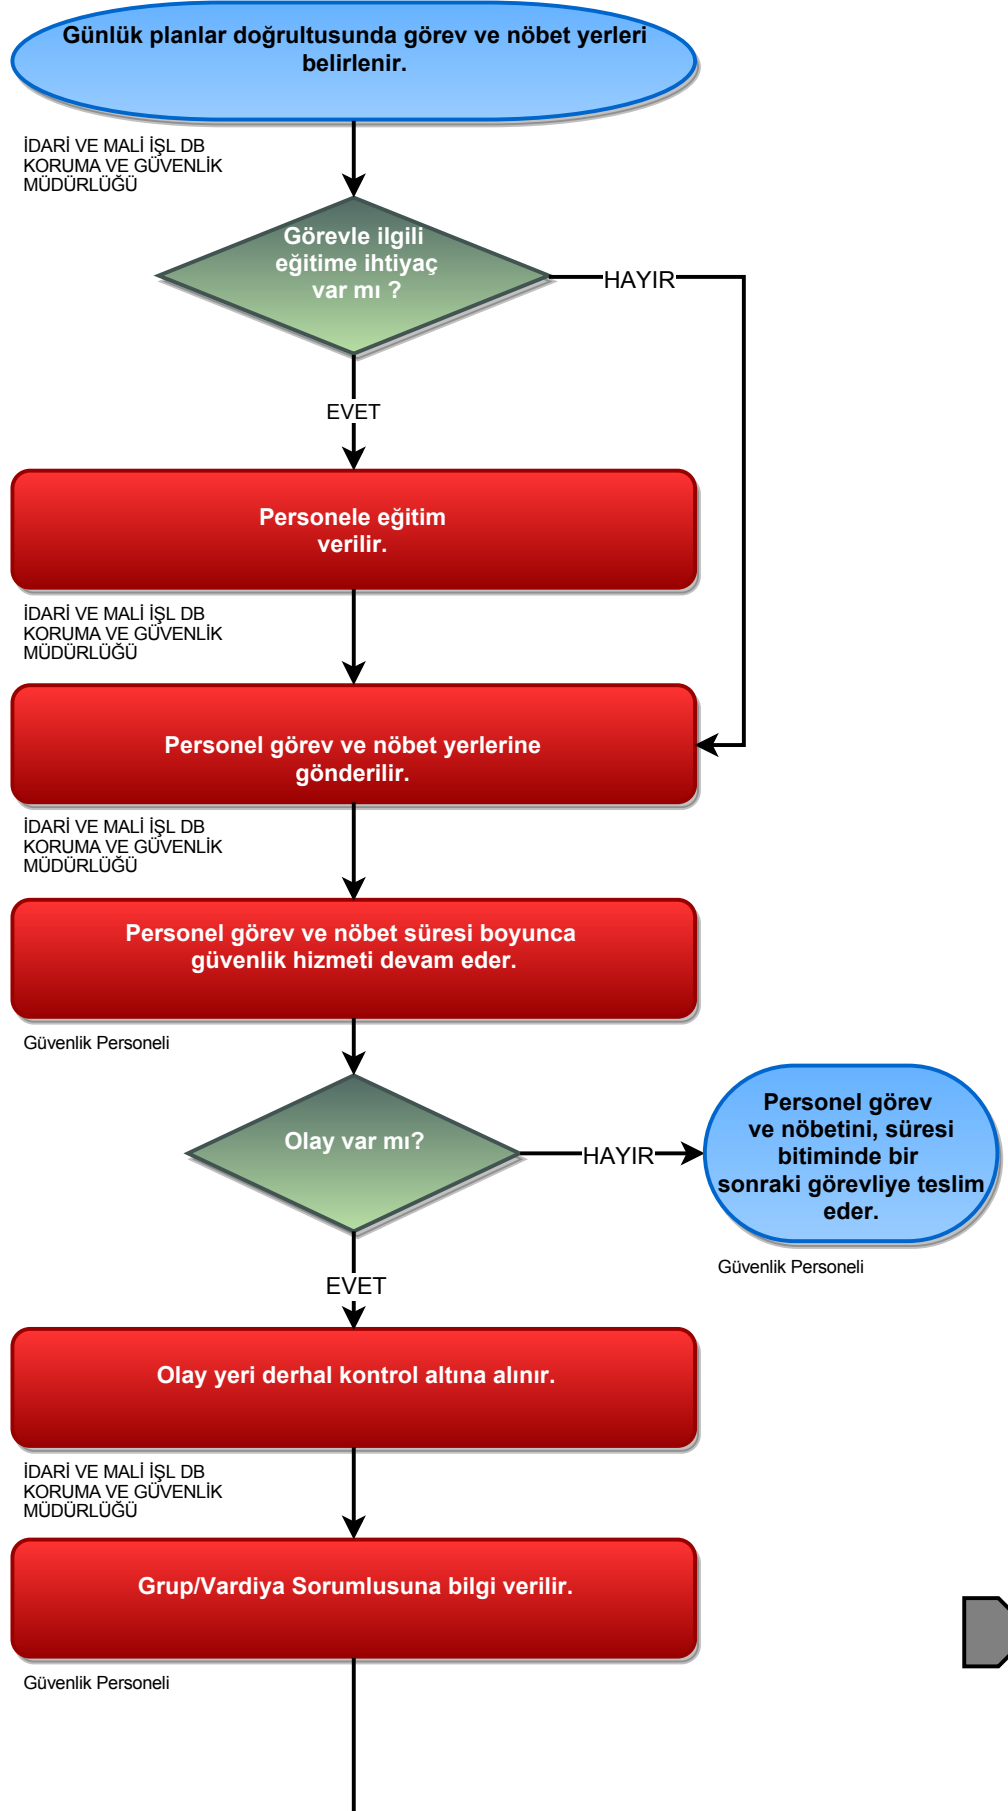 Günlük planlar doğrultusunda görev ve nöbet yerleri
belirlenir.
İDARİ VE MALİ İŞL DB
KORUMA VE GÜVENLİK
MÜDÜRLÜĞÜ
Görevle ilgili
eğitime ihtiyaç
var mı ?
HAYIR
EVET
Personele eğitim
verilir.
İDARİ VE MALİ İŞL DB
KORUMA VE GÜVENLİK
MÜDÜRLÜĞÜ
Personel görev ve nöbet yerlerine
gönderilir.
İDARİ VE MALİ İŞL DB
KORUMA VE GÜVENLİK
MÜDÜRLÜĞÜ
Personel görev ve nöbet süresi boyunca
güvenlik hizmeti devam eder.
Güvenlik Personeli
Olay var mı?
HAYIR
Personel görev
ve nöbetini, süresi
bitiminde bir
sonraki görevliye teslim
eder.
Güvenlik Personeli
EVET
Olay yeri derhal kontrol altına alınır.
İDARİ VE MALİ İŞL DB
KORUMA VE GÜVENLİK
MÜDÜRLÜĞÜ
Grup/Vardiya Sorumlusuna bilgi verilir.
Güvenlik Personeli